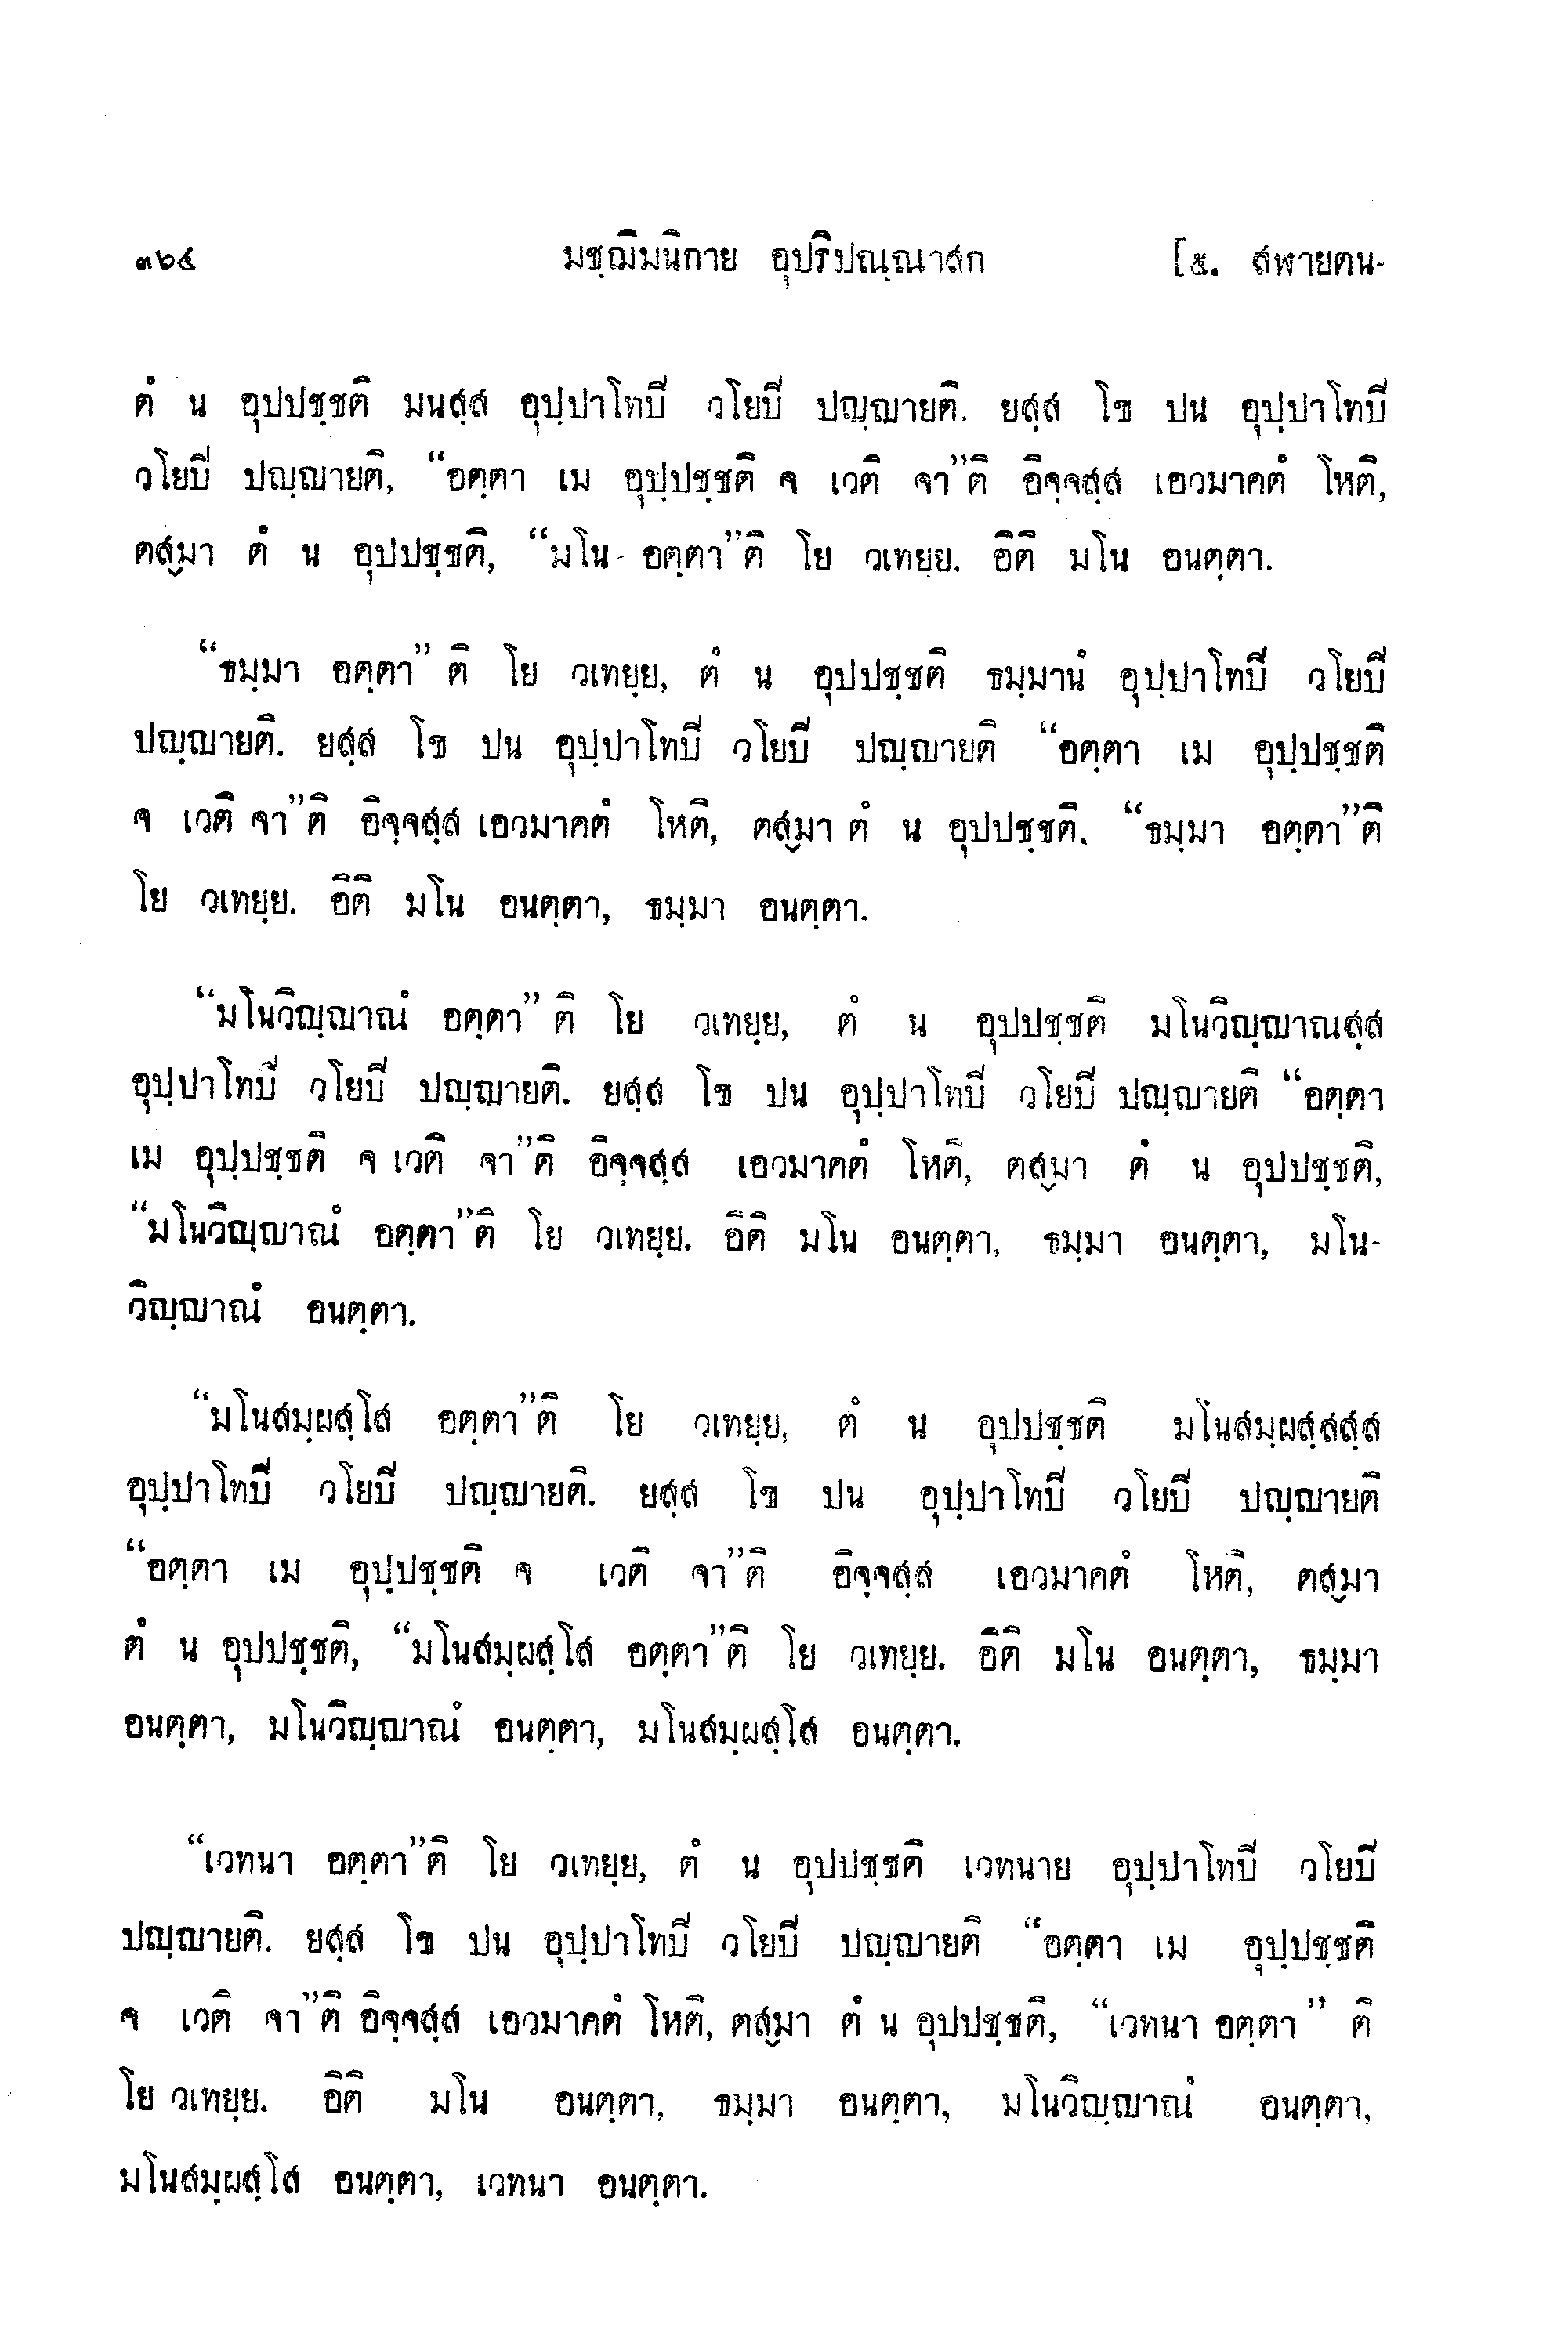 ๓๖๔ มชฺฌิมนิกาย อุปริปณฺณาสก [๕. สฬายตน-
ตํ น อุปปชฺชติ มนสฺส อุปฺปาโทปิ วโยปิ ปญฺญายติ. ยสฺส โข ปน อุปฺปาโทปิ
วโยปิ ปญฺญายติ, “อตฺตา เม อุปฺปชฺชติ จ เวติ จา”ติ อิจฺจสฺส เอวมาคตํ โหติ,
ตสฺมา ตํ น อุปปชฺชติ, “มโน อตฺตา”ติ โย วเทยฺย. อิติ มโน อนตฺตา.
“ธมฺมา อตฺตา” ติ โย วเทยฺย, ตํ น อุปปชฺชติ ธมฺมานํ อุปฺปาโทปิ วโยปิ
ปญฺญายติ. ยสฺส โข ปน อุปฺปาโทปิ วโยปิ ปญฺญายติ “อตฺตา เม อุปฺปชฺชติ
จ เวติ จา”ติ อิจฺจสฺส เอวมาคตํ โหติ, ตสฺมา ตํ น อุปปชฺชติ, “ธมฺมา อตฺตา”ติ
โย วเทยฺย. อิติ มโน อนตฺตา, ธมฺมา อนตฺตา.
“มโนวิญฺญาณํ อตฺตา” ติ โย วเทยฺย, ตํ น อุปปชฺชติ มโนวิญฺญาณสฺส
อุปฺปาโทปิ วโยปิ ปญฺญายติ. ยสฺส โข ปน อุปฺปาโทปิ วโยปิ ปญฺญายติ “อตฺตา
เม อุปฺปชฺชติ จ เวติ จา”ติ อิจฺจสฺส เอวมาคตํ โหติ, ตสฺมา ตํ น อุปปชฺชติ,
“มโนวิญฺญาณํ อตฺตา”ติ โย วเทยฺย. อิติ มโน อนตฺตา, ธมฺมา อนตฺตา, มโน-
วิญฺญาณํ อนตฺตา.
“มโนสมฺผสฺโส อตฺตา”ติ โย วเทยฺย, ตํ น อุปปชฺชติ มโนสมฺผสฺสสฺส
อุปฺปาโทปิ วโยปิ ปญฺญายติ. ยสฺส โข ปน อุปฺปาโทปิ วโยปิ ปญฺญายติ
“อตฺตา เม อุปฺปชฺชติ จ เวติ จา”ติ อิจฺจสฺส เอวมาคตํ โหติ, ตสฺมา
ตํ น อุปปชฺชติ, “มโนสมฺผสฺโส อตฺตา”ติ โย วเทยฺย. อิติ มโน อนตฺตา, ธมฺมา
อนตฺตา, มโนวิญฺญาณํ อนตฺตา, มโนสมฺผสฺโส อนตฺตา.
“เวทนา อตฺตา”ติ โย วเทยฺย, ตํ น อุปปชฺชติ เวทนาย อุปฺปาโทปิ วโยปิ
ปญฺญายติ. ยสฺส โข ปน อุปฺปาโทปิ วโยปิ ปญฺญายติ “อตฺตา เม อุปฺปชฺชติ
จ เวติ จา”ติ อิจฺจสฺส เอวมาคตํ โหติ, ตสฺมา ตํ น อุปปชฺชติ, “เวทนา อตฺตา” ติ
โย วเทยฺย. อิติ มโน อนตฺตา, ธมฺมา อนตฺตา, มโนวิญฺญาณํ อนตฺตา,
มโนสมฺผสฺโส อนตฺตา, เวทนา อนตฺตา.